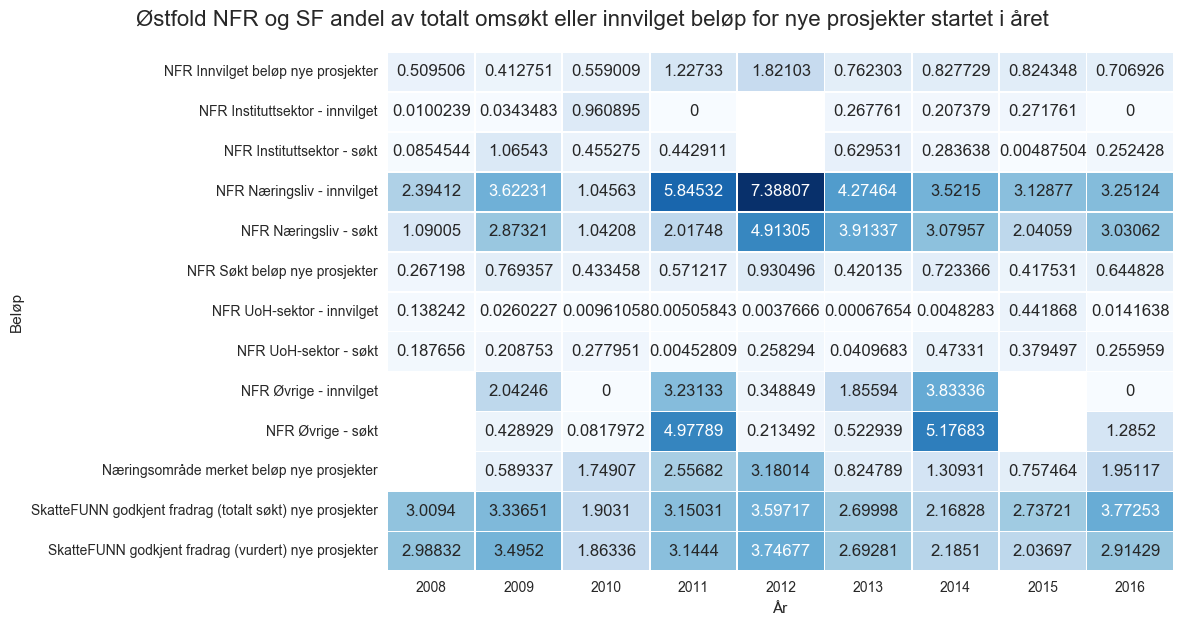 Østfold NFR og SF andel av totalt omsøkt eller innvilget beløp for nye prosjekter startet i året
Beløp
NFR Innvilget beløp nye prosjekter 0.509506 0.412751 0.559009 1.22733 1.82103 0.762303 0.827729 0.824348 0.706926
NFR Instituttsektor - innvilget 0.0100239 0.0343483 0.960895 0 0.267761 0.207379 0.271761 0
NFR Instituttsektor - søkt 0.0854544 1.06543 0.455275 0.442911 0.629531 0.283638 0.00487504 0.252428
NFR Næringsliv - innvilget 2.39412 3.62231 1.04563 5.84532 7.38807 4.27464 3.5215 3.12877 3.25124
NFR Næringsliv - søkt 1.09005 2.87321 1.04208 2.01748 4.91305 3.91337 3.07957 2.04059 3.03062
NFR Søkt beløp nye prosjekter 0.267198 0.769357 0.433458 0.571217 0.930496 0.420135 0.723366 0.417531 0.644828
NFR UoH-sektor - innvilget 0.138242 0.0260227 0.00961058 0.00505843 0.0037666 0.00067654 0.0048283 0.441868 0.0141638
NFR UoH-sektor - søkt 0.187656 0.208753 0.277951 0.00452809 0.258294 0.0409683 0.47331 0.379497 0.255959
NFR Øvrige - innvilget 2.04246 0 3.23133 0.348849 1.85594 3.83336 0
NFR Øvrige - søkt 0.428929 0.0817972 4.97789 0.213492 0.522939 5.17683 1.2852
Næringsområde merket beløp nye prosjekter 0.589337 1.74907 2.55682 3.18014 0.824789 1.30931 0.757464 1.95117
SkatteFUNN godkjent fradrag (totalt søkt) nye prosjekter 3.0094 3.33651 1.9031 3.15031 3.59717 2.69998 2.16828 2.73721 3.77253
SkatteFUNN godkjent fradrag (vurdert) nye prosjekter 2.98832 3.4952 1.86336 3.1444 3.74677 2.69281 2.1851 2.03697 2.91429
2008 2009 2010 2011 2012 2013 2014 2015 2016
År